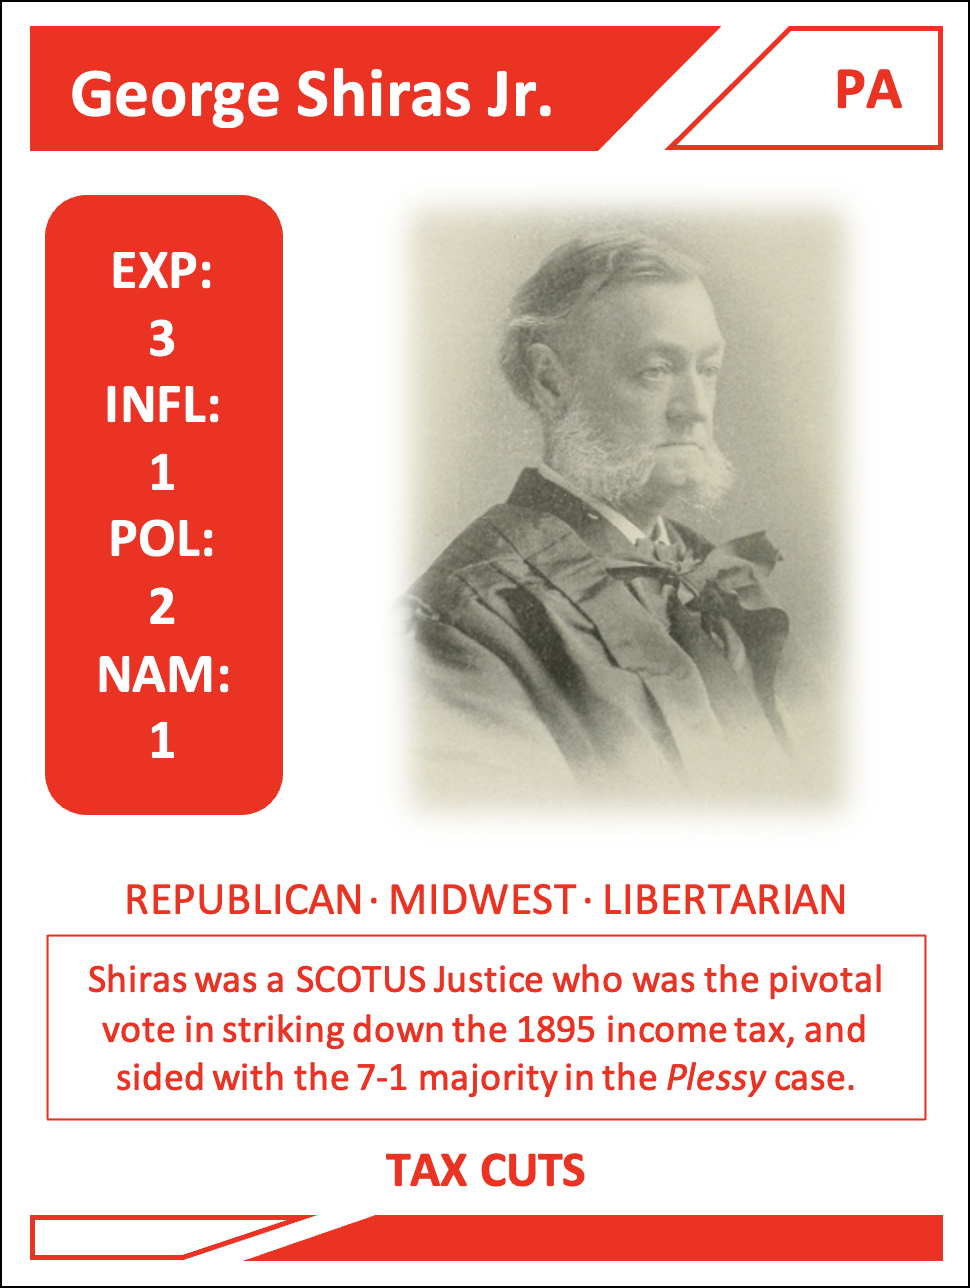 George Shiras Jr.
PA
EXP:
3
INFL:
1
POL:
2
NAM:
1
REPUBLICAN · MIDWEST · LIBERTARIAN
Shiras was a SCOTUS Justice who was the pivotal
vote in striking down the 1895 income tax, and
sided with the 7-1 majority in the Plessy case.
TAX CUTS